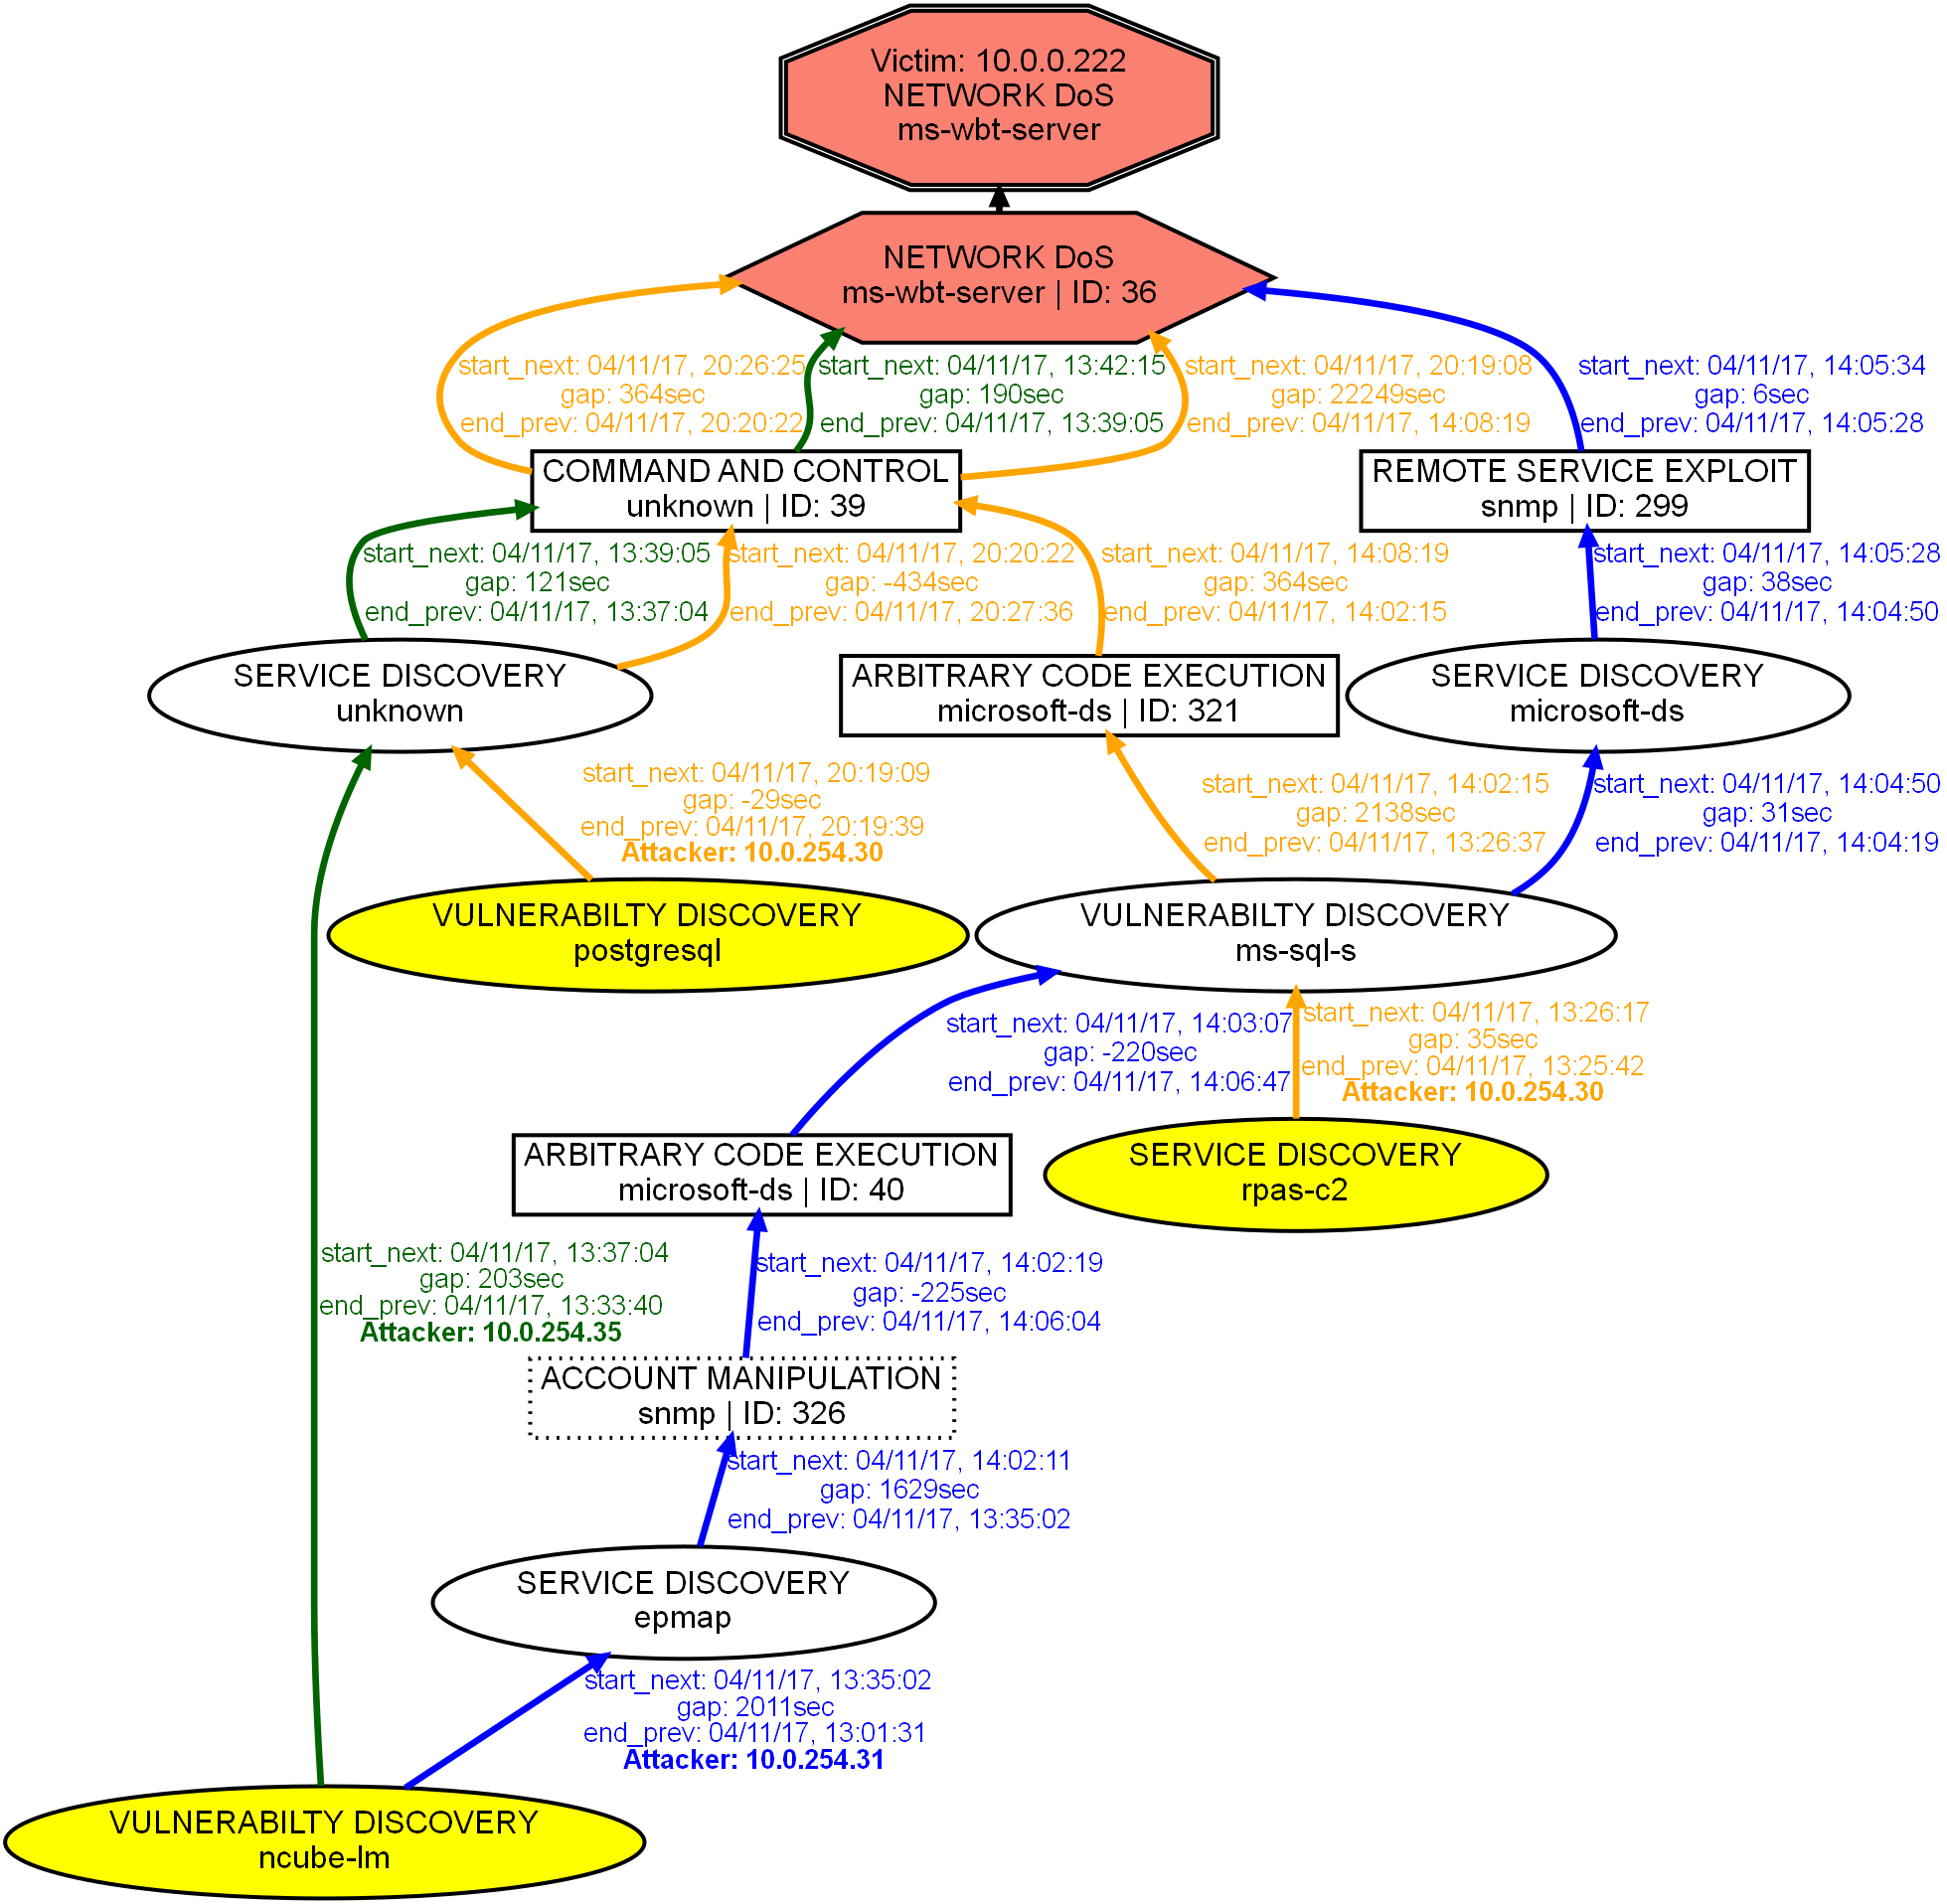 Victim: 10.0.0.222
NETWORK DoS
ms-wbt-server
NETWORK DoS
ms-wbt-server | ID: 36
start_next: 04/11/17, 20:26:25
gap: 364sec
end_prev: 04/11/17, 20:20:22
start_next: 04/11/17, 13:42:15
gap: 190sec
end_prev: 04/11/17, 13:39:05
start_next: 04/11/17, 20:19:08
gap: 22249sec
end_prev: 04/11/17, 14:08:19
start_next: 04/11/17, 14:05:34
gap: 6sec
end_prev: 04/11/17, 14:05:28
COMMAND AND CONTROL
unknown | ID: 39
REMOTE SERVICE EXPLOIT
snmp | ID: 299
start_next: 04/11/17, 13:39:05
gap: 121sec
end_prev: 04/11/17, 13:37:04
start_next: 04/11/17, 20:20:22
gap: -434sec
end_prev: 04/11/17, 20:27:36
start_next: 04/11/17, 14:08:19
gap: 364sec
end_prev: 04/11/17, 14:02:15
start_next: 04/11/17, 14:05:28
gap: 38sec
end_prev: 04/11/17, 14:04:50
SERVICE DISCOVERY
unknown
ARBITRARY CODE EXECUTION
microsoft-ds | ID: 321
SERVICE DISCOVERY
microsoft-ds
start_next: 04/11/17, 20:19:09
gap: -29sec
end_prev: 04/11/17, 20:19:39
Attacker: 10.0.254.30
start_next: 04/11/17, 14:02:15
gap: 2138sec
end_prev: 04/11/17, 13:26:37
start_next: 04/11/17, 14:04:50
gap: 31sec
end_prev: 04/11/17, 14:04:19
VULNERABILTY DISCOVERY
postgresql
VULNERABILTY DISCOVERY
ms-sql-s
start_next: 04/11/17, 14:03:07
gap: -220sec
end_prev: 04/11/17, 14:06:47
start_next: 04/11/17, 13:26:17
gap: 35sec
end_prev: 04/11/17, 13:25:42
Attacker: 10.0.254.30
ARBITRARY CODE EXECUTION
microsoft-ds | ID: 40
SERVICE DISCOVERY
rpas-c2
start_next: 04/11/17, 13:37:04
gap: 203sec
end_prev: 04/11/17, 13:33:40
Attacker: 10.0.254.35
start_next: 04/11/17, 14:02:19
gap: -225sec
end_prev: 04/11/17, 14:06:04
ACCOUNT MANIPULATION
snmp | ID: 326
start_next: 04/11/17, 14:02:11
gap: 1629sec
end_prev: 04/11/17, 13:35:02
SERVICE DISCOVERY
epmap
start_next: 04/11/17, 13:35:02
gap: 2011sec
end_prev: 04/11/17, 13:01:31
Attacker: 10.0.254.31
VULNERABILTY DISCOVERY
ncube-lm